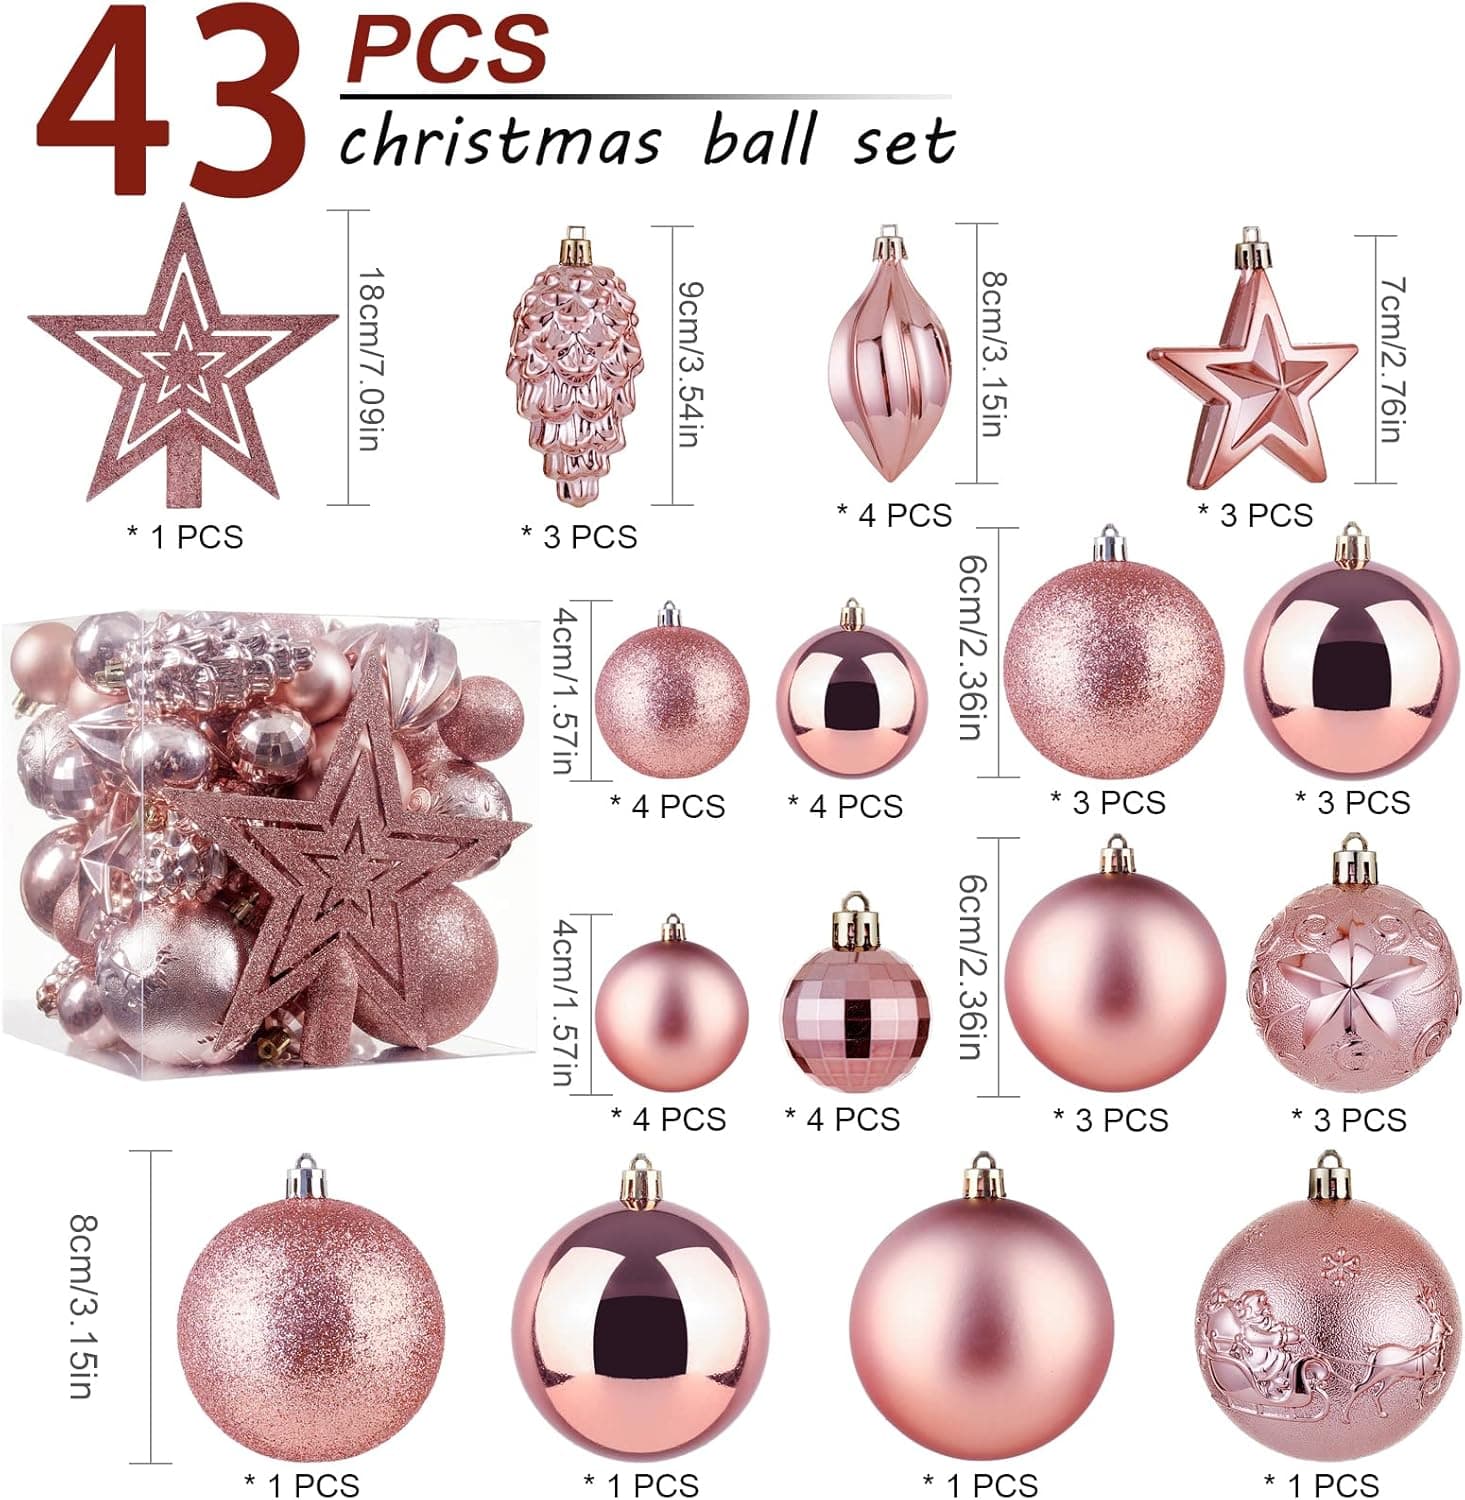 43 PCS
christmas ball set
18cm/7.09in
9cm/3.54in
8cm/3.15in
7cm/2.76in
* 1 PCS
* 3 PCS
* 4 PCS
* 3 PCS
4cm/1.57in
6cm/2.36in
* 4 PCS
* 4 PCS
* 3 PCS
* 3 PCS
4cm/1.57in
6cm/2.36in
* 4 PCS
* 4 PCS
* 3 PCS
* 3 PCS
8cm/3.15in
* 1 PCS
* 1 PCS
* 1 PCS
* 1 PCS